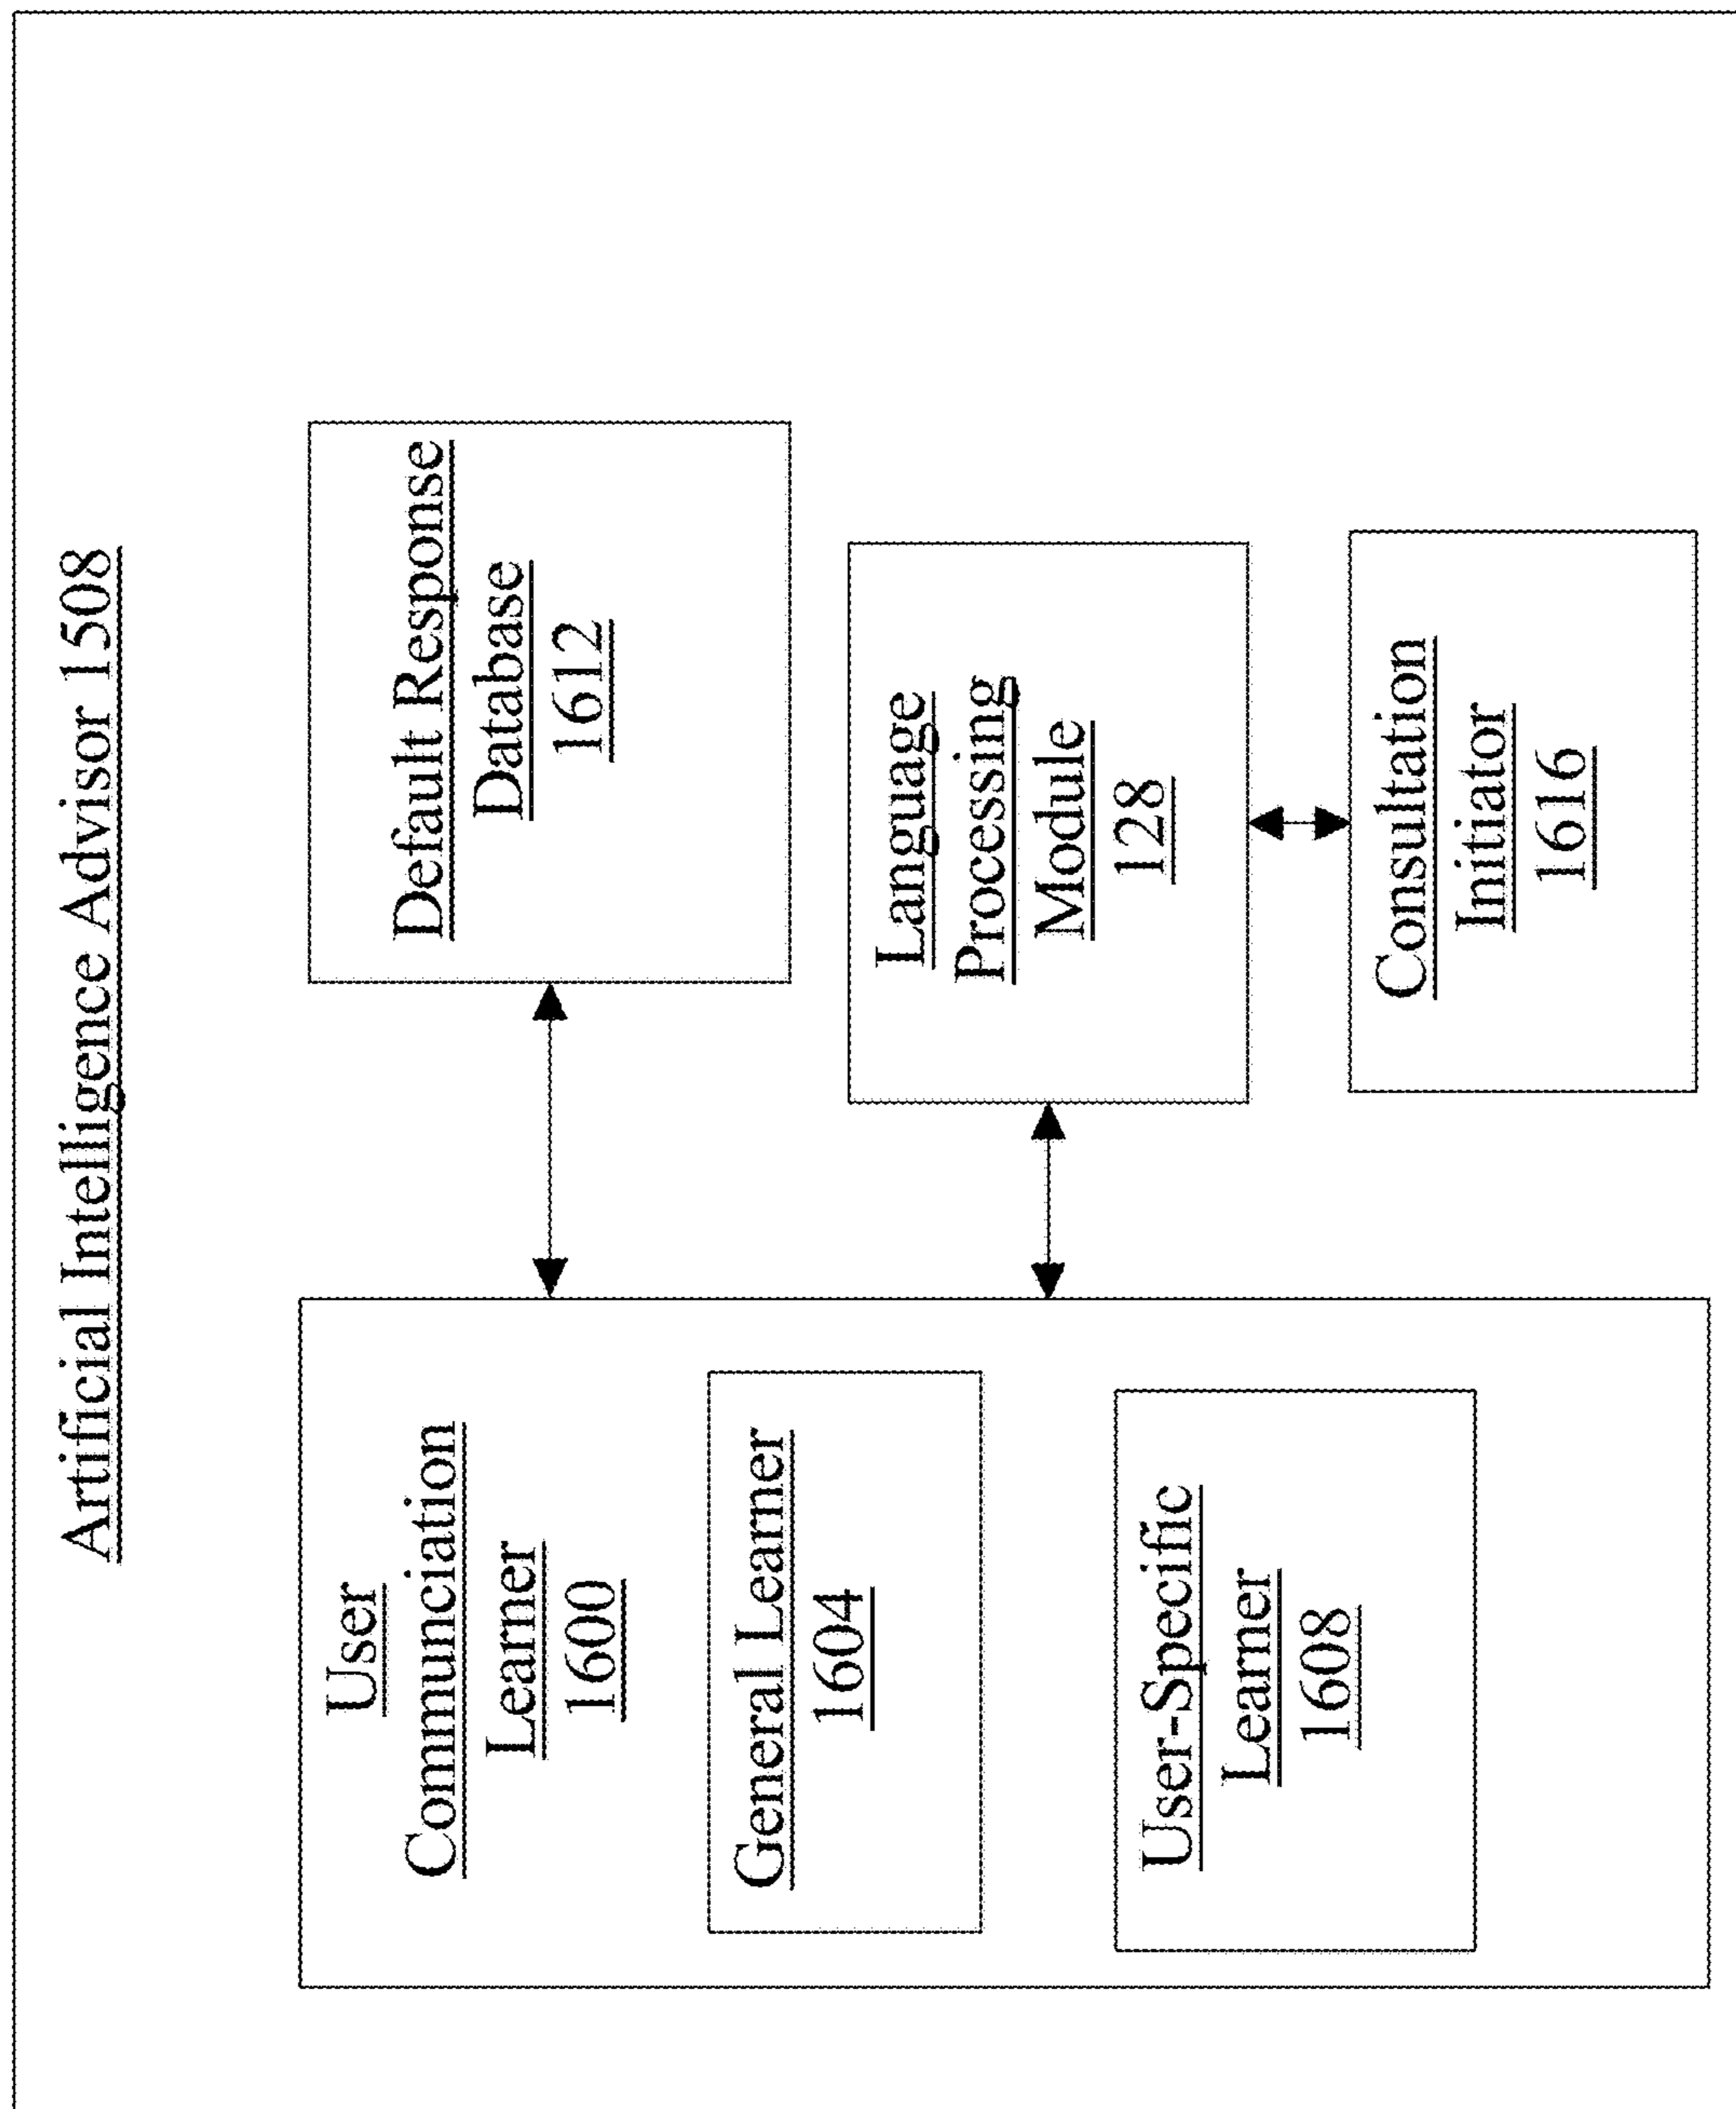 Artificial Intelligence Advisor 1508
User
Communciation
Learner
1600
General Learner
1604
User-Specific
Learner
1608
Default Response
Database
1612
Language
Processing
Module
128
Consultation
Initiator
1616